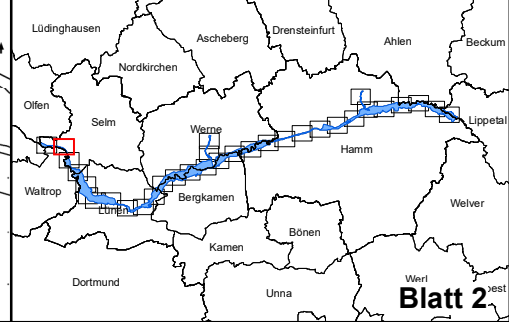 Lüdinghausen
Drensteinfurt
Ascheberg
Ahlen
Beckum
Nordkirchen
Olfen
Selm
Werne
Lippetal
Hamm
Waltrop
Lünen
Bergkamen
Welver
Bönen
Kamen
Dortmund
Unna
Werl
Blatt 2